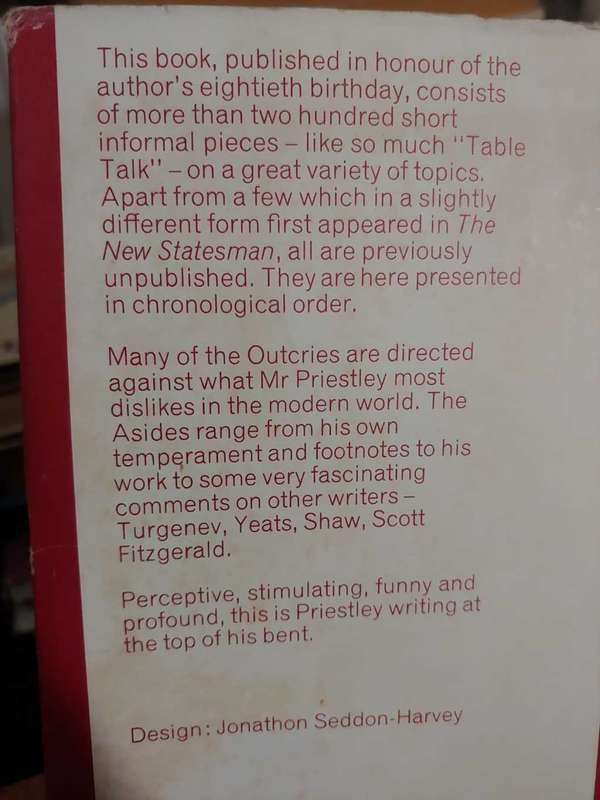 This book, published in honour of the
author's eightieth birthday, consists
of more than two hundred short
informal pieces – like so much "Table
Talk" – on a great variety of topics.
Apart from a few which in a slightly
different form first appeared in The
New Statesman, all are previously
unpublished. They are here presented
in chronological order.
Many of the Outcries are directed
against what Mr Priestley most
dislikes in the modern world. The
Asides range from his own
temperament and footnotes to his
work to some very fascinating
comments on other writers –
Turgenev, Yeats, Shaw, Scott
Fitzgerald.
Perceptive, stimulating, funny and
profound, this is Priestley writing at
the top of his bent.
Design: Jonathon Seddon-Harvey